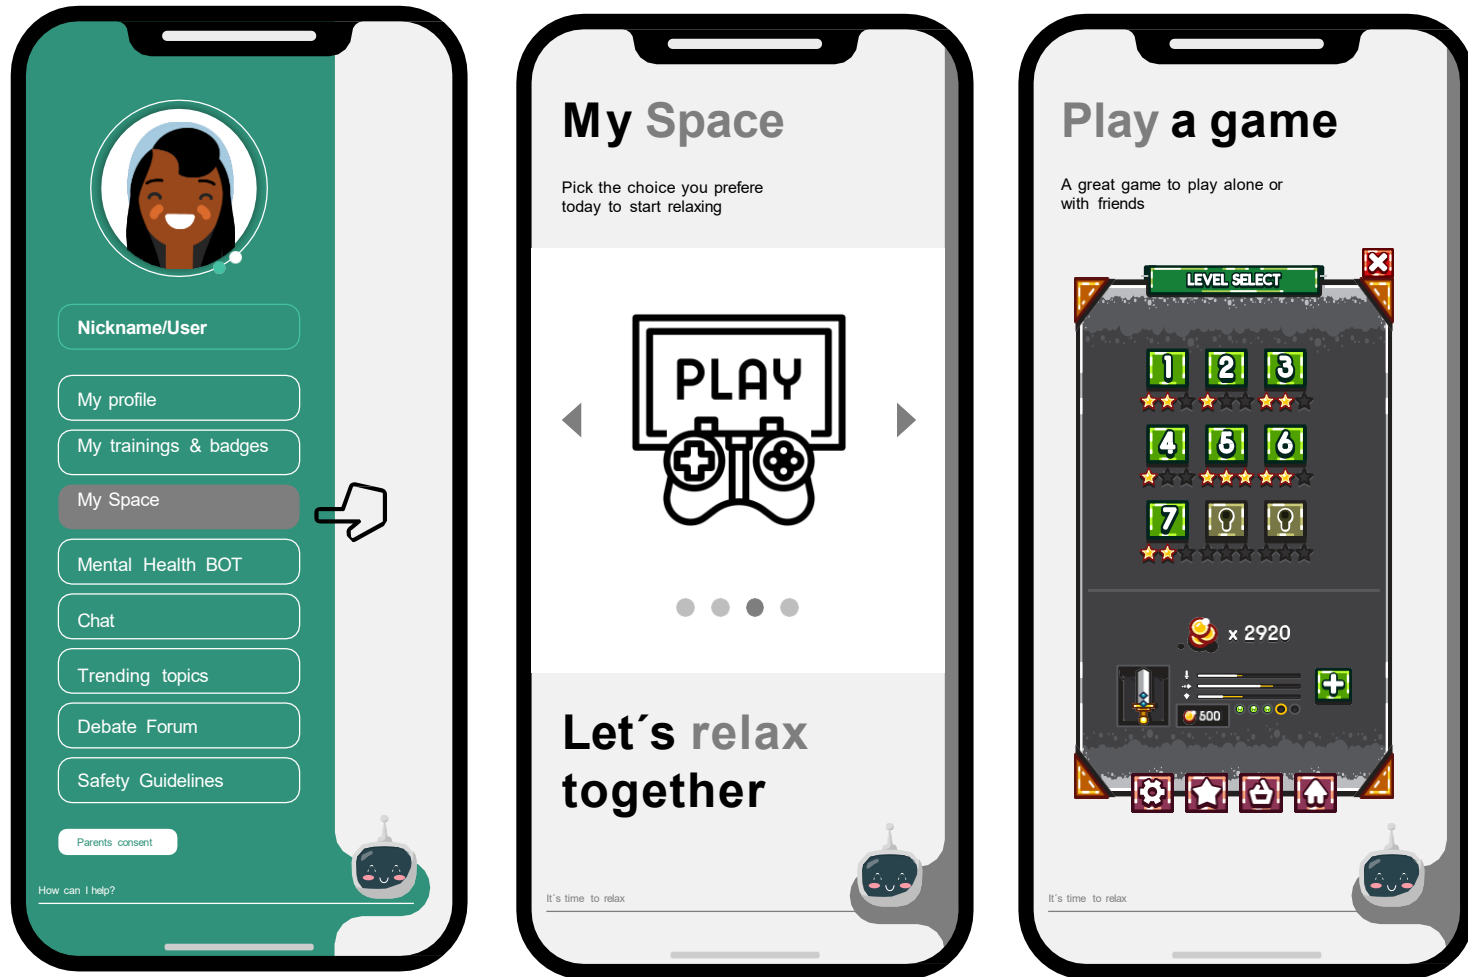 Nickname/User
My profile
My trainings & badges
My Space
Mental Health BOT
Chat
Trending topics
Debate Forum
Safety Guidelines
Parents consent
How can I help?
My Space
Pick the choice you prefere
today to start relaxing
PLAY
Let´s relax
together
It´s time to relax
Play a game
A great game to play alone or
with friends
LEVEL SELECT
1 2 3
4 5 6
7
x 2920
500
It´s time to relax